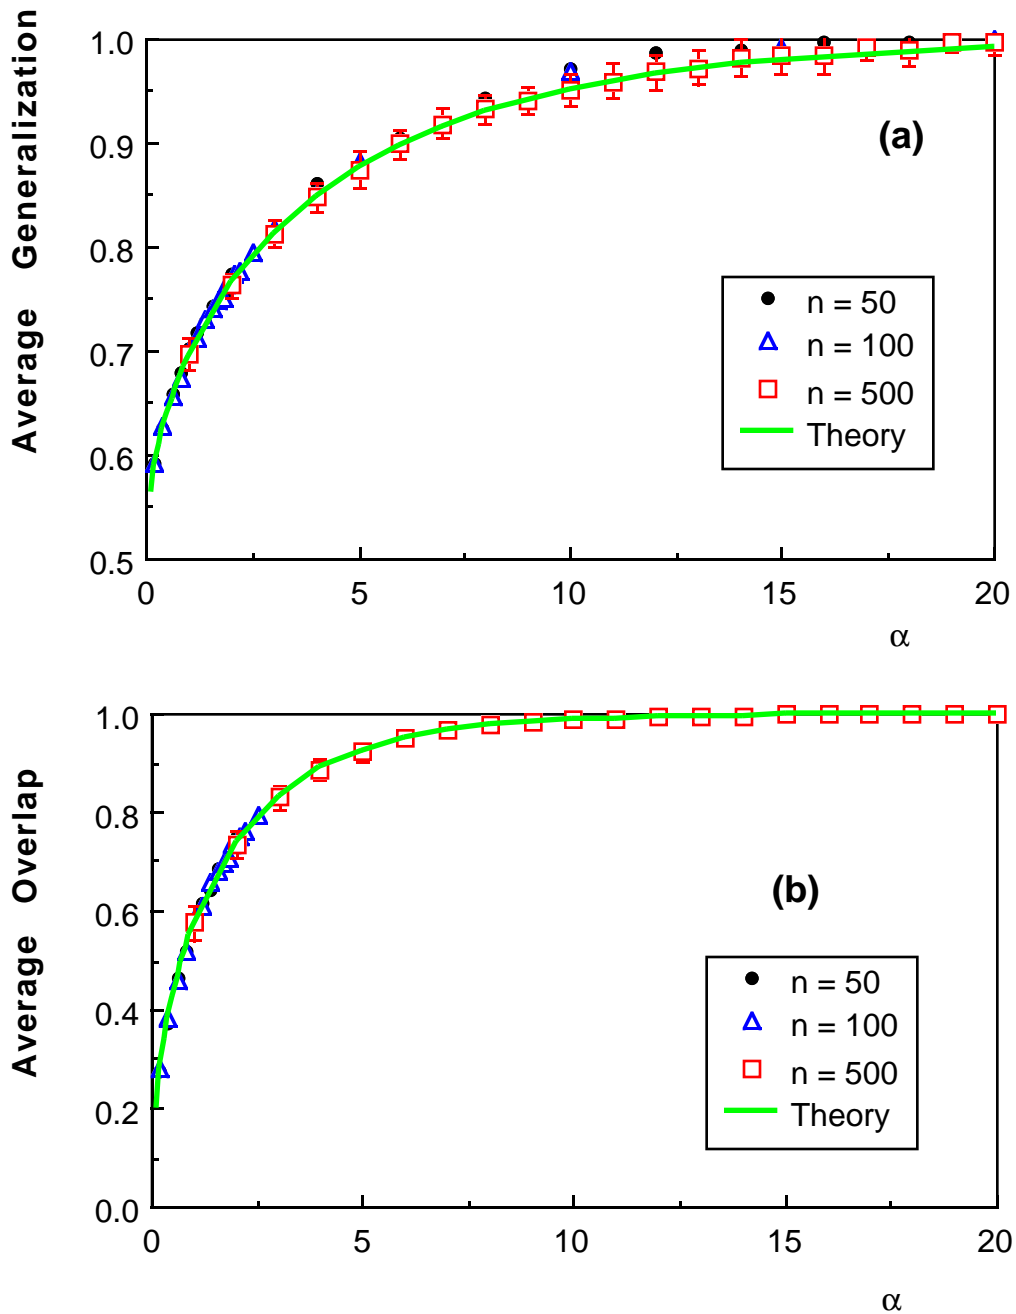 Average Generalization
1.0
0.9
0.8
0.7
0.6
0.5
(a)
n = 50
n = 100
n = 500
Theory
0 5 10 15 20
α
Average Overlap
1.0
0.8
0.6
0.4
0.2
0.0
(b)
n = 50
n = 100
n = 500
Theory
0 5 10 15 20
α